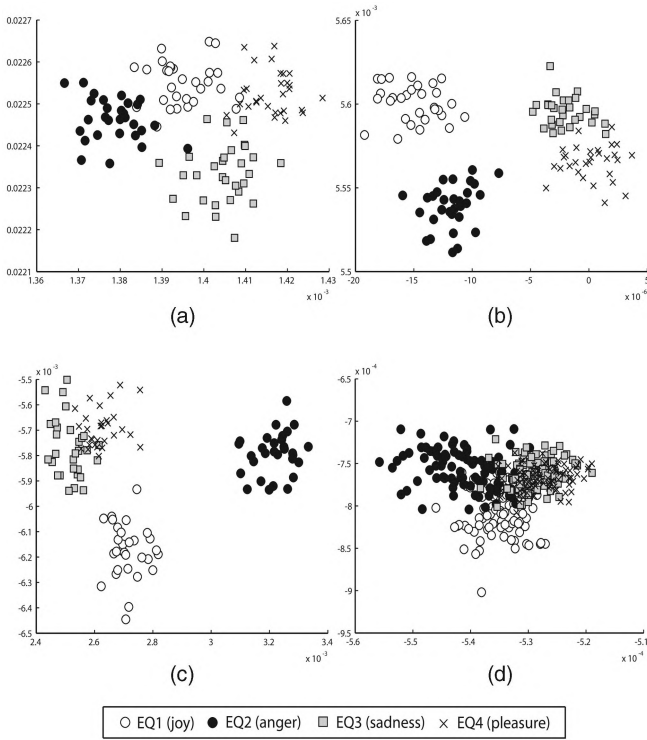 0.0227
0.0227
0.0225
0.0224
0.0223
0.0222
0.0221
1.36 1.37 1.38 1.39 1.4 1.41 1.42 1.43
x 10⁻³
(a)
5.65 x 10⁻³
5.6
5.55
5.5
-20 -15 -10 -5 0 5
x 10⁻⁶
(b)
x 10⁻³
-5.5
-5.5
-5.7
-5.8
-5.9
-6
-6.1
-6.2
-6.3
-6.4
-6.5
2.4 2.6 2.8 3 3.2 3.4
x 10⁻³
(c)
x 10⁻⁴
-6.5
-7
-7.5
-8
-8.5
-9
-9.5
-5.6 -5.5 -5.4 -5.3 -5.2 -5.1
x 10⁻⁴
(d)
EQ1 (joy) EQ2 (anger) EQ3 (sadness) EQ4 (pleasure)